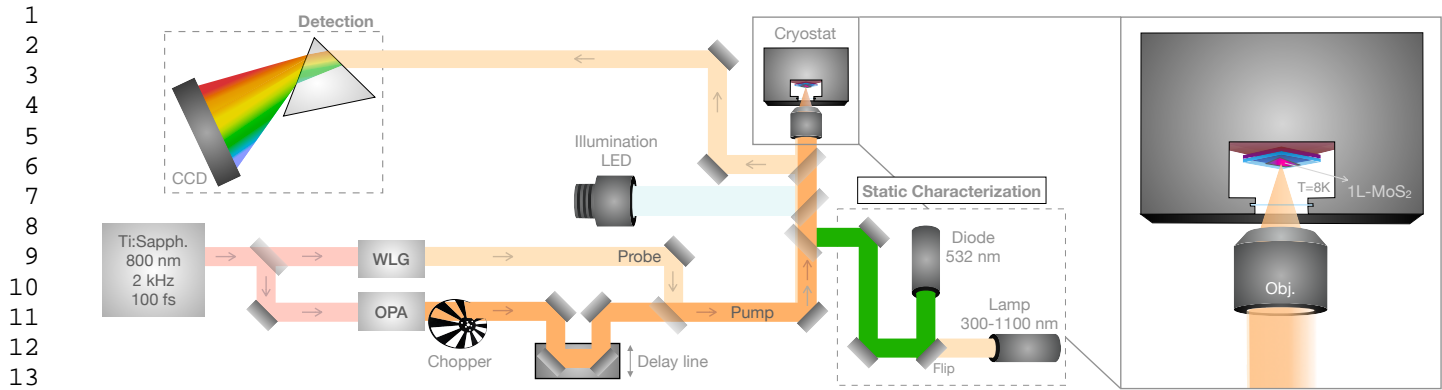 1
2
3
4
5
6
7
8
9
10
11
12
13
Detection
CCD
Cryostat
Illumination
LED
Static Characterization
T=8K
1L-MoS₂
Obj.
Ti:Sapph.
800 nm
2 kHz
100 fs
WLG
OPA
Probe
Pump
Chopper
Delay line
Diode
532 nm
Lamp
300-1100 nm
Flip